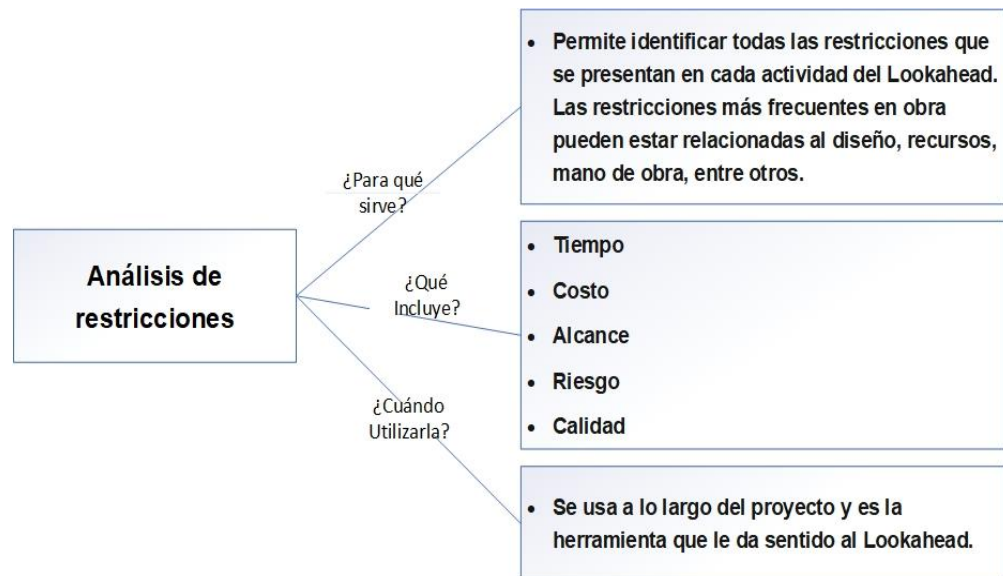 Análisis de
restricciones
¿Para qué
sirve?
• Permite identificar todas las restricciones que
se presentan en cada actividad del Lookahead.
Las restricciones más frecuentes en obra
pueden estar relacionadas al diseño, recursos,
mano de obra, entre otros.
¿Qué
Incluye?
• Tiempo
• Costo
• Alcance
• Riesgo
• Calidad
¿Cuándo
Utilizarla?
• Se usa a lo largo del proyecto y es la
herramienta que le da sentido al Lookahead.